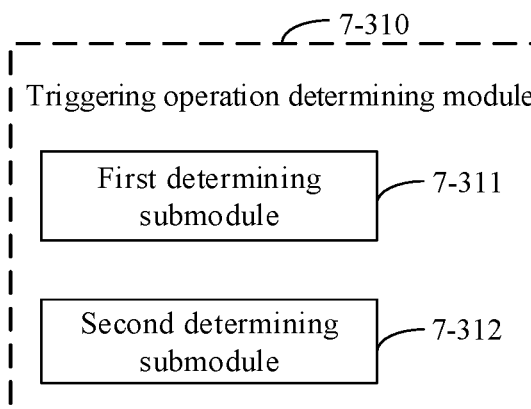 7-310
Triggering operation determining module
First determining
submodule
7-311
Second determining
submodule
7-312